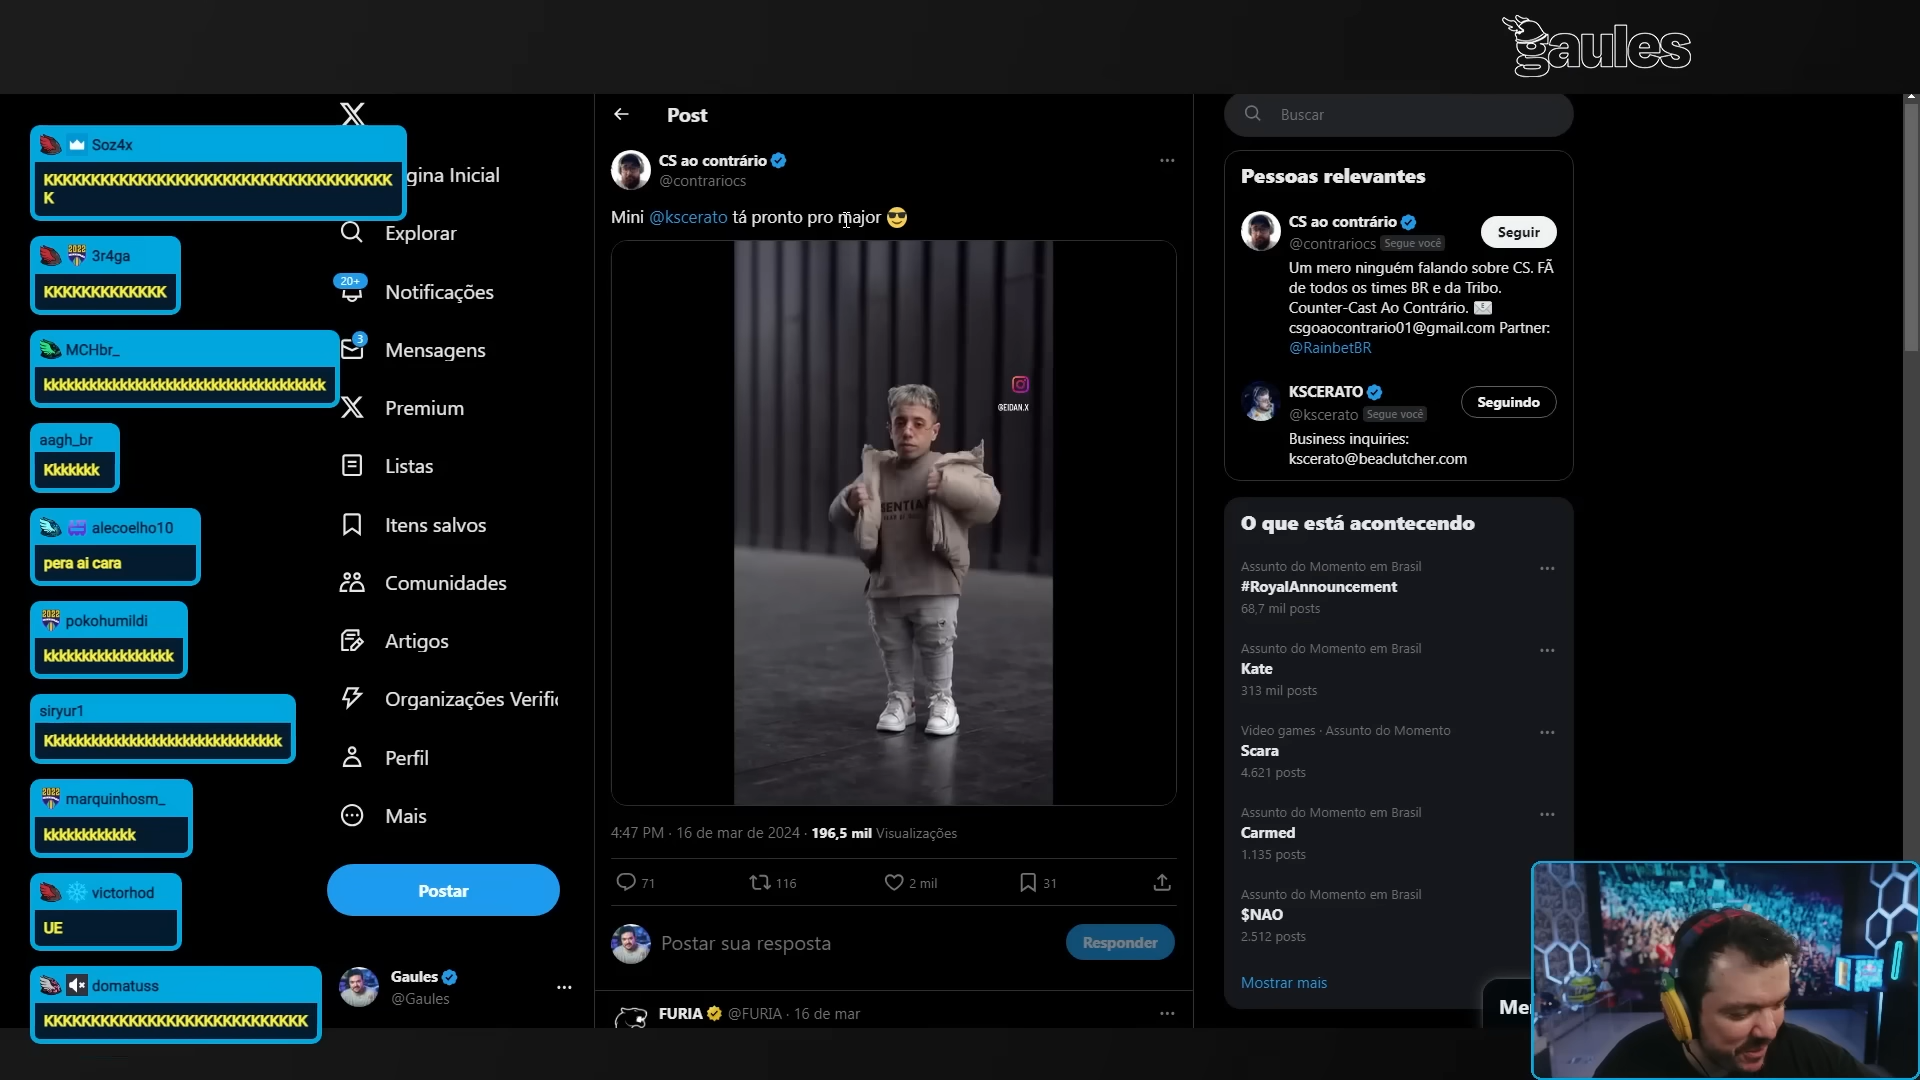 gaules
Soz4x
KKKKKKKKKKKKKKKKKKKKKKKKKKKKKKKKKKKKK
K
3r4ga
KKKKKKKKKKKKK
MCHbr_
kkkkkkkkkkkkkkkkkkkkkkkkkkkkkkkkkkkkk
aagh_br
Kkkkkkk
alecoelho10
pera ai cara
pokohumildi
kkkkkkkkkkkkkkkkk
siryur1
Kkkkkkkkkkkkkkkkkkkkkkkkkkkkkk
marquinhosm_
kkkkkkkkkkkk
victorhod
UE
domatuss
KKKKKKKKKKKKKKKKKKKKKKKKKKKK
gina Inicial
Explorar
20+
Notificações
3
Mensagens
Premium
Listas
Itens salvos
Comunidades
Artigos
Organizações Verific
Perfil
Mais
Postar
Gaules
@Gaules
Post
CS ao contrário
@contrariocs
Mini @kscerato tá pronto pro major 😎
@EIDAN.X
4:47 PM · 16 de mar de 2024 · 196,5 mil Visualizações
71 116 2 mil 31
Postar sua resposta
Responder
FURIA @FURIA · 16 de mar
Buscar
Pessoas relevantes
CS ao contrário
@contrariocs Segue você
Seguir
Um mero ninguém falando sobre CS. FÃ
de todos os times BR e da Tribo.
Counter-Cast Ao Contrário. 📧
csgoaocontrario01@gmail.com Partner:
@RainbetBR
KSCERATO
@kscerato Segue você
Seguindo
Business inquiries:
kscerato@beaclutcher.com
O que está acontecendo
Assunto do Momento em Brasil
#RoyalAnnouncement
68,7 mil posts
Assunto do Momento em Brasil
Kate
313 mil posts
Video games · Assunto do Momento
Scara
4.621 posts
Assunto do Momento em Brasil
Carmed
1.135 posts
Assunto do Momento em Brasil
$NAO
2.512 posts
Mostrar mais
Me